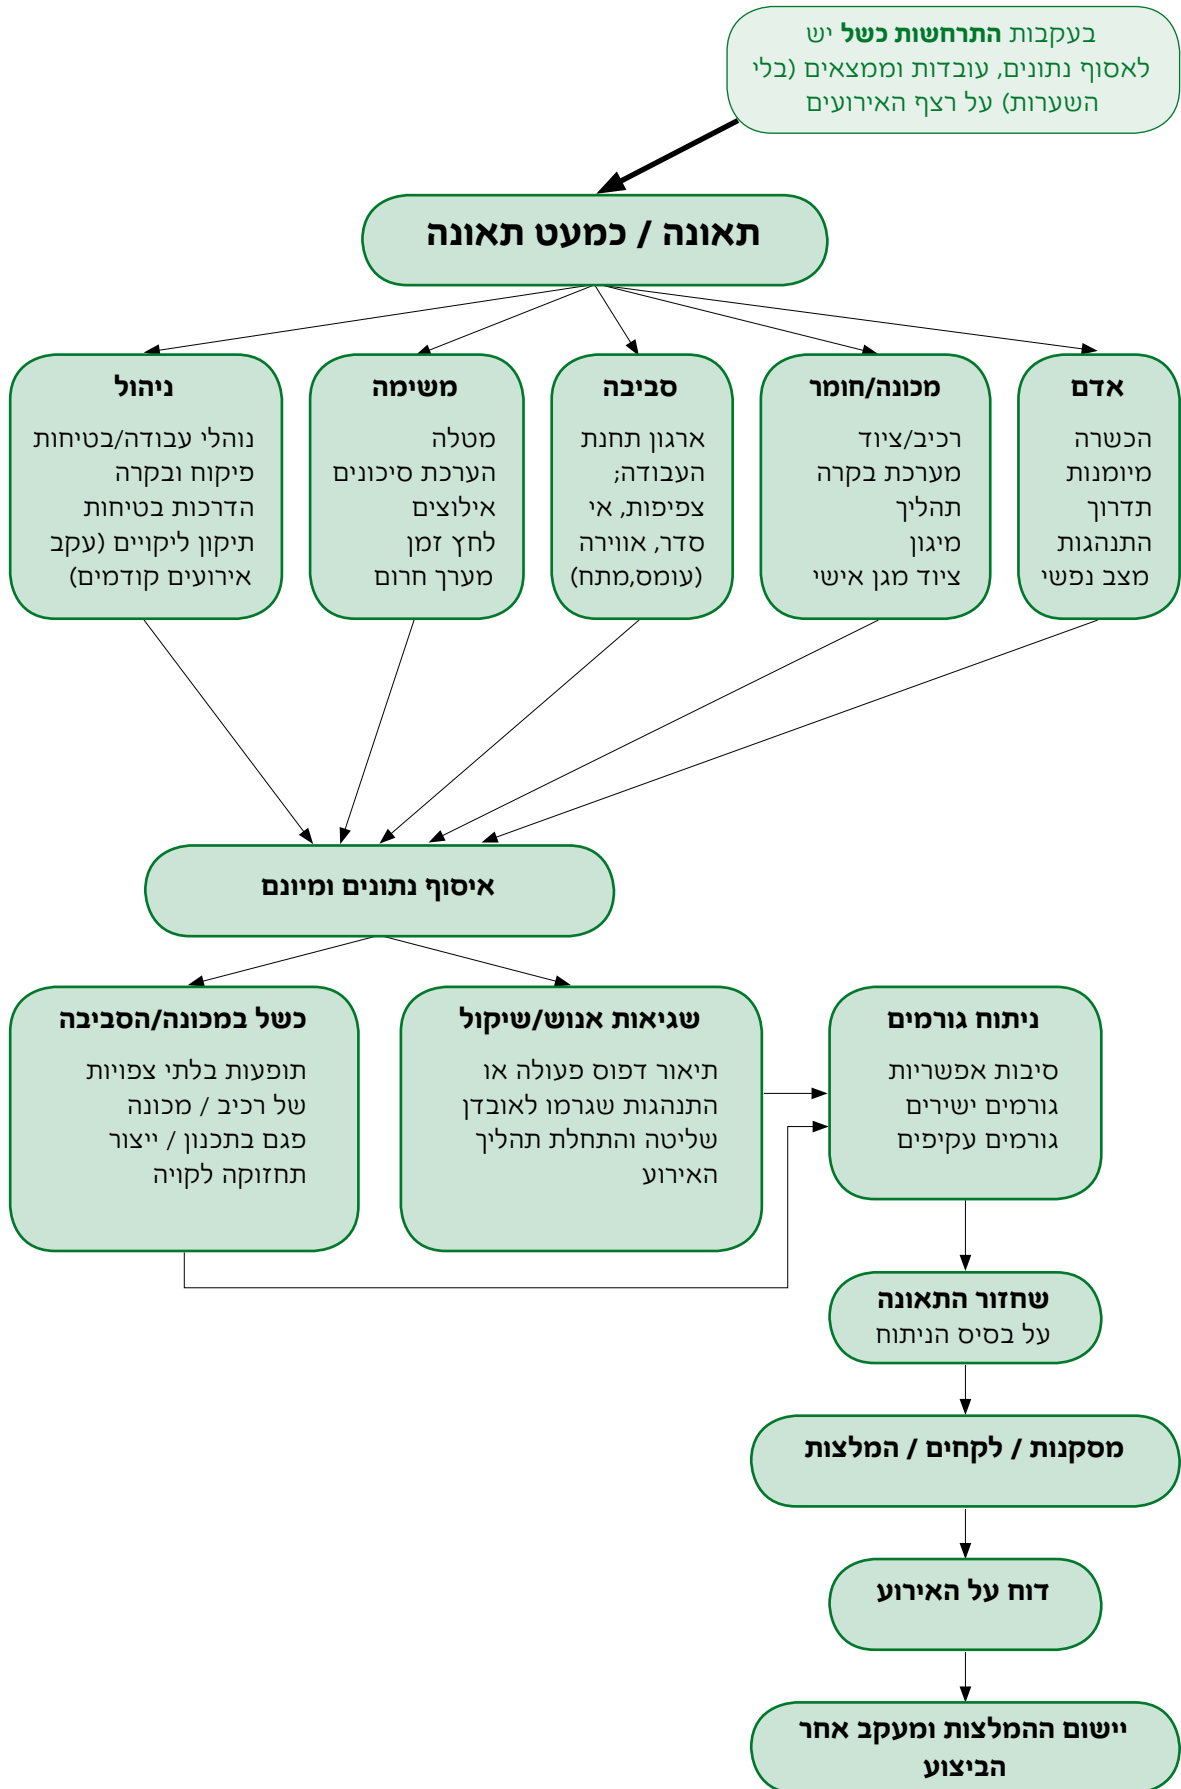 בעקבות התרחשות כשל יש
לאסוף נתונים, עובדות וממצאים (בלי
השערות) על רצף האירועים
תאונה / כמעט תאונה
אדם
הכשרה
מיומנות
תדרוך
התנהגות
מצב נפשי
מכונה/חומר
רכיב/ציוד
מערכת בקרה
תהליך
מיגון
ציוד מגן אישי
סביבה
ארגון תחנת
העבודה;
צפיפות, אי
סדר, אווירה
(עומס,מתח)
משימה
מטלה
הערכת סיכונים
אילוצים
לחץ זמן
מערך חרום
ניהול
נוהלי עבודה/בטיחות
פיקוח ובקרה
הדרכות בטיחות
תיקון ליקויים (עקב
אירועים קודמים)
איסוף נתונים ומיונם
ניתוח גורמים
סיבות אפשריות
גורמים ישירים
גורמים עקיפים
שגיאות אנוש/שיקול
תיאור דפוס פעולה או
התנהגות שגרמו לאובדן
שליטה והתחלת תהליך
האירוע
כשל במכונה/הסביבה
תופעות בלתי צפויות
של רכיב / מכונה
פגם בתכנון / ייצור
תחזוקה לקויה
שחזור התאונה
על בסיס הניתוח
מסקנות / לקחים / המלצות
דוח על האירוע
יישום ההמלצות ומעקב אחר
הביצוע